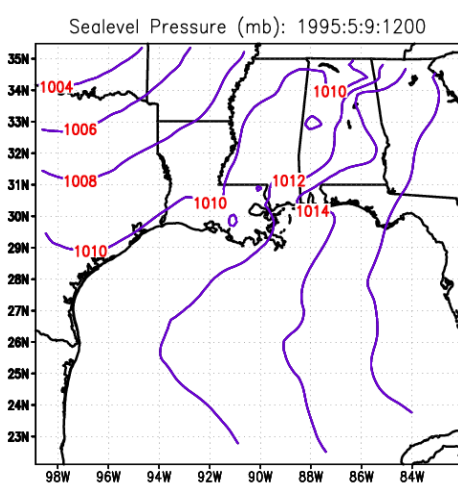 Sealevel Pressure (mb): 1995:5:9:1200
35N
34N
33N
32N
31N
30N
29N
28N
27N
26N
25N
24N
23N
1004
1006
1008
1010
1010
1010
1012
1014
98W 96W 94W 92W 90W 88W 86W 84W